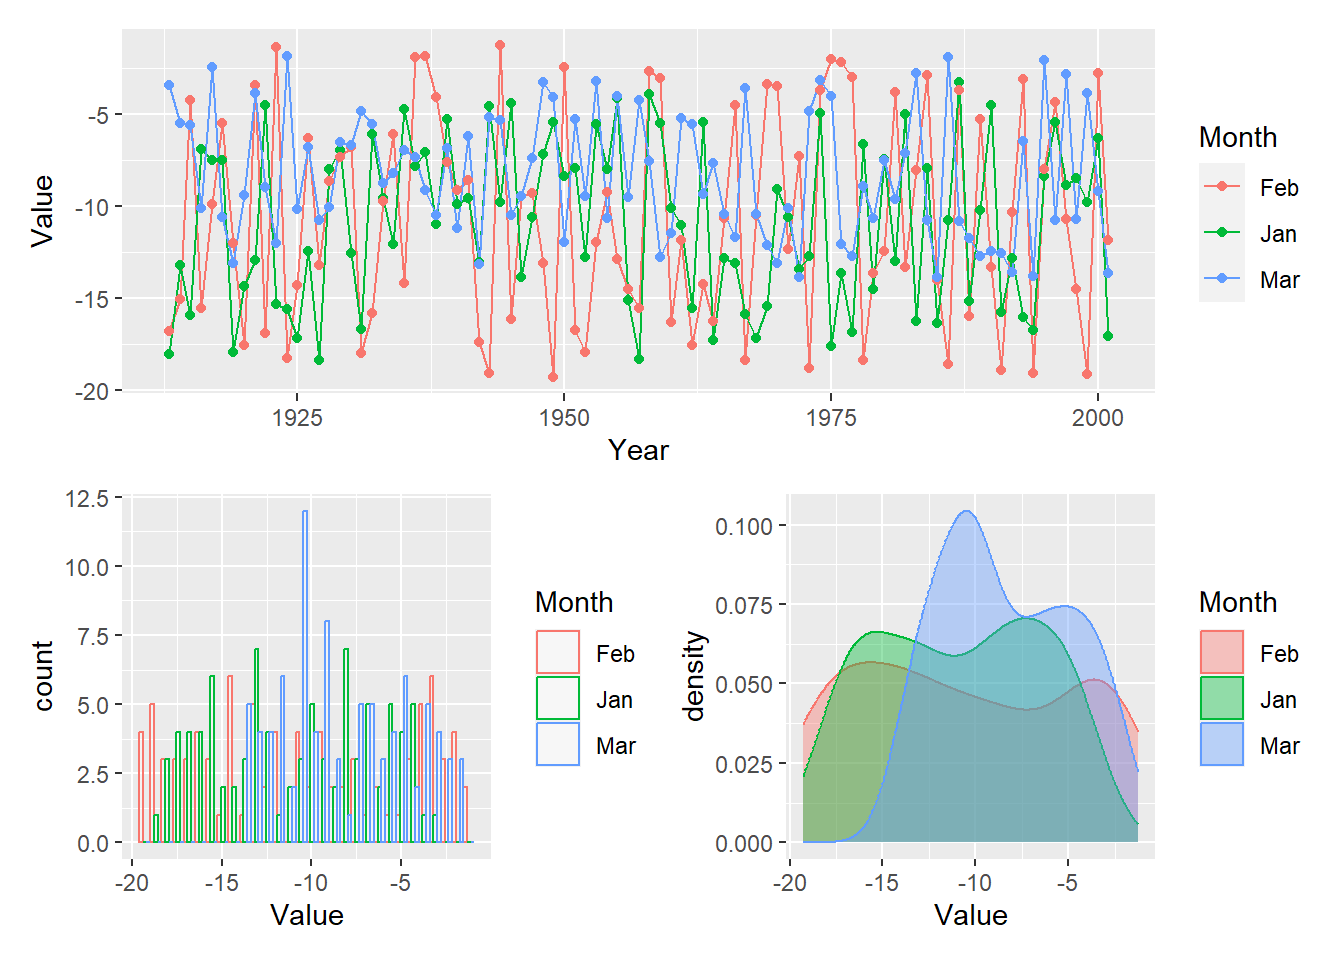 Value
-5
-10
-15
-20
1925 1950 1975 2000
Year
Month
Feb
Jan
Mar
count
12.5
10.0
7.5
5.0
2.5
0.0
-20 -15 -10 -5
Value
Month
Feb
Jan
Mar
density
0.100
0.075
0.050
0.025
0.000
-20 -15 -10 -5
Value
Month
Feb
Jan
Mar